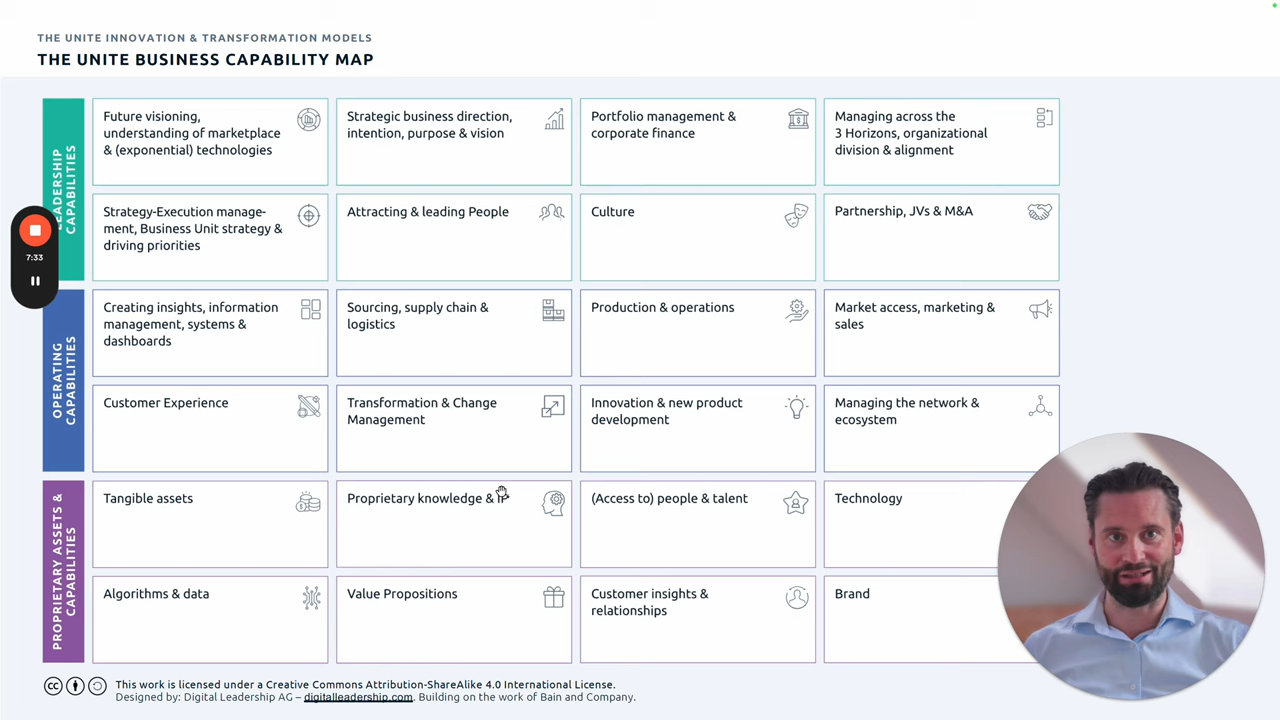 THE UNITE INNOVATION & TRANSFORMATION MODELS
THE UNITE BUSINESS CAPABILITY MAP
LEADERSHIP
CAPABILITIES
Future visioning,
understanding of marketplace
& (exponential) technologies
Strategic business direction,
intention, purpose & vision
Portfolio management &
corporate finance
Managing across the
3 Horizons, organizational
division & alignment
Strategy-Execution manage-
ment, Business Unit strategy &
driving priorities
Attracting & leading People
Culture
Partnership, JVs & M&A
7:33
OPERATING
CAPABILITIES
Creating insights, information
management, systems &
dashboards
Sourcing, supply chain &
logistics
Production & operations
Market access, marketing &
sales
Customer Experience
Transformation & Change
Management
Innovation & new product
development
Managing the network &
ecosystem
PROPRIETARY ASSETS &
CAPABILITIES
Tangible assets
Proprietary knowledge &
(Access to) people & talent
Technology
Algorithms & data
Value Propositions
Customer insights &
relationships
Brand
cc
This work is licensed under a Creative Commons Attribution-ShareAlike 4.0 International License.
Designed by: Digital Leadership AG – digitalleadership.com. Building on the work of Bain and Company.